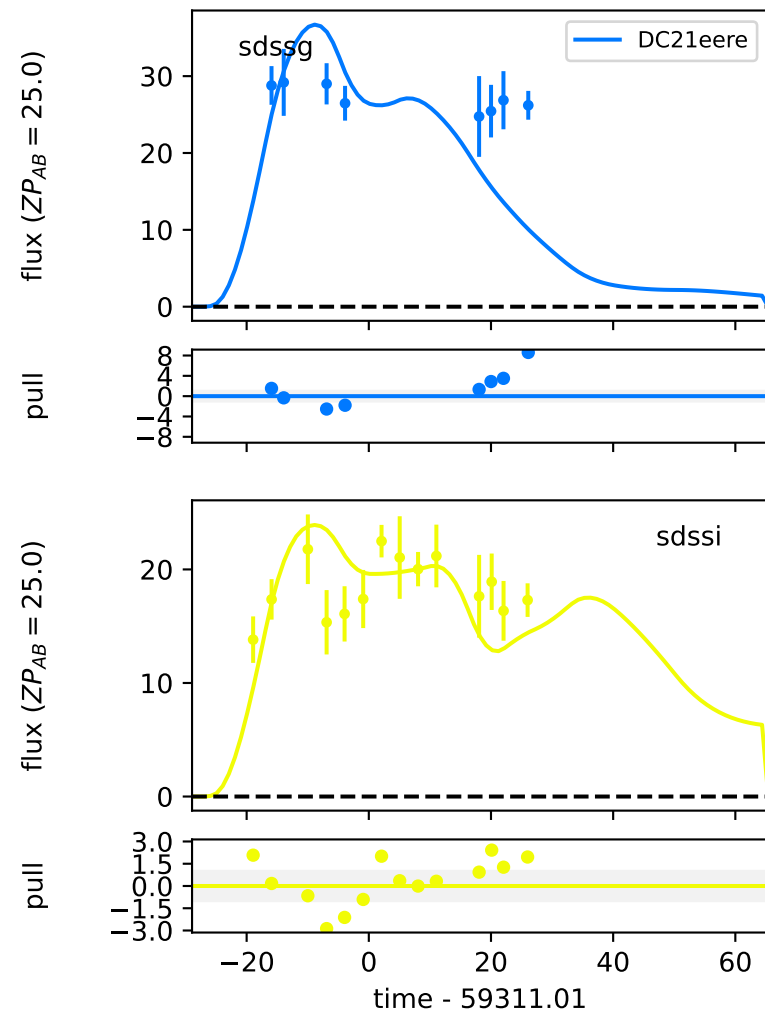 sdssg
DC21eere
flux (ZP_AB = 25.0)
30
20
10
0
pull
8
4
0
−4
−8
flux (ZP_AB = 25.0)
sdssi
20
10
0
pull
3.0
1.5
0.0
−1.5
−3.0
−20 0 20 40 60
time - 59311.01